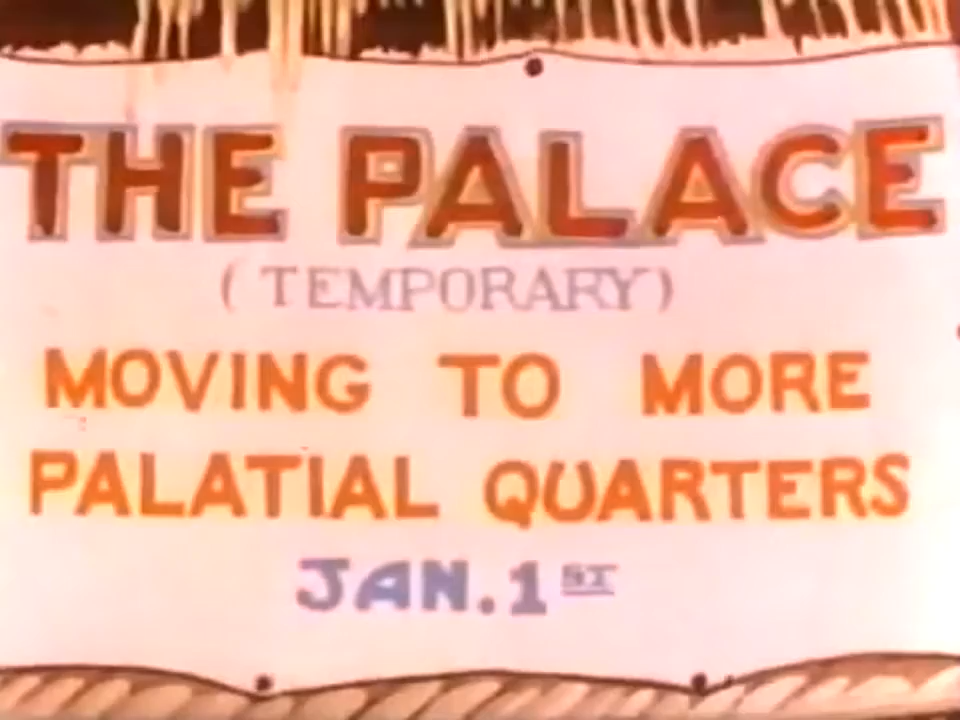 THE PALACE
(TEMPORARY)
MOVING TO MORE
PALATIAL QUARTERS
JAN. 1ST